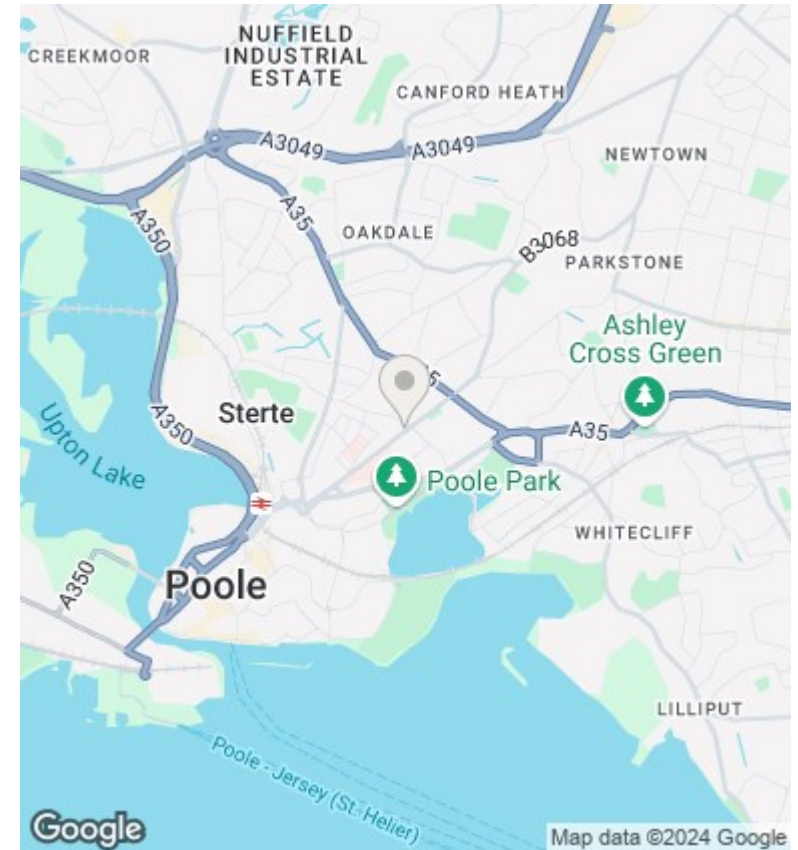 NUFFIELD
INDUSTRIAL
ESTATE
CREEKMOOR
CANFORD HEATH
A3049
A3049
NEWTOWN
A35
A350
OAKDALE
B3068
PARKSTONE
Ashley
Cross Green
Sterte
A350
A35
Upton Lake
Poole Park
WHITECLIFF
A350
Poole
LILLIPUT
Poole - Jersey (St. Helier)
Google
Map data ©2024 Google